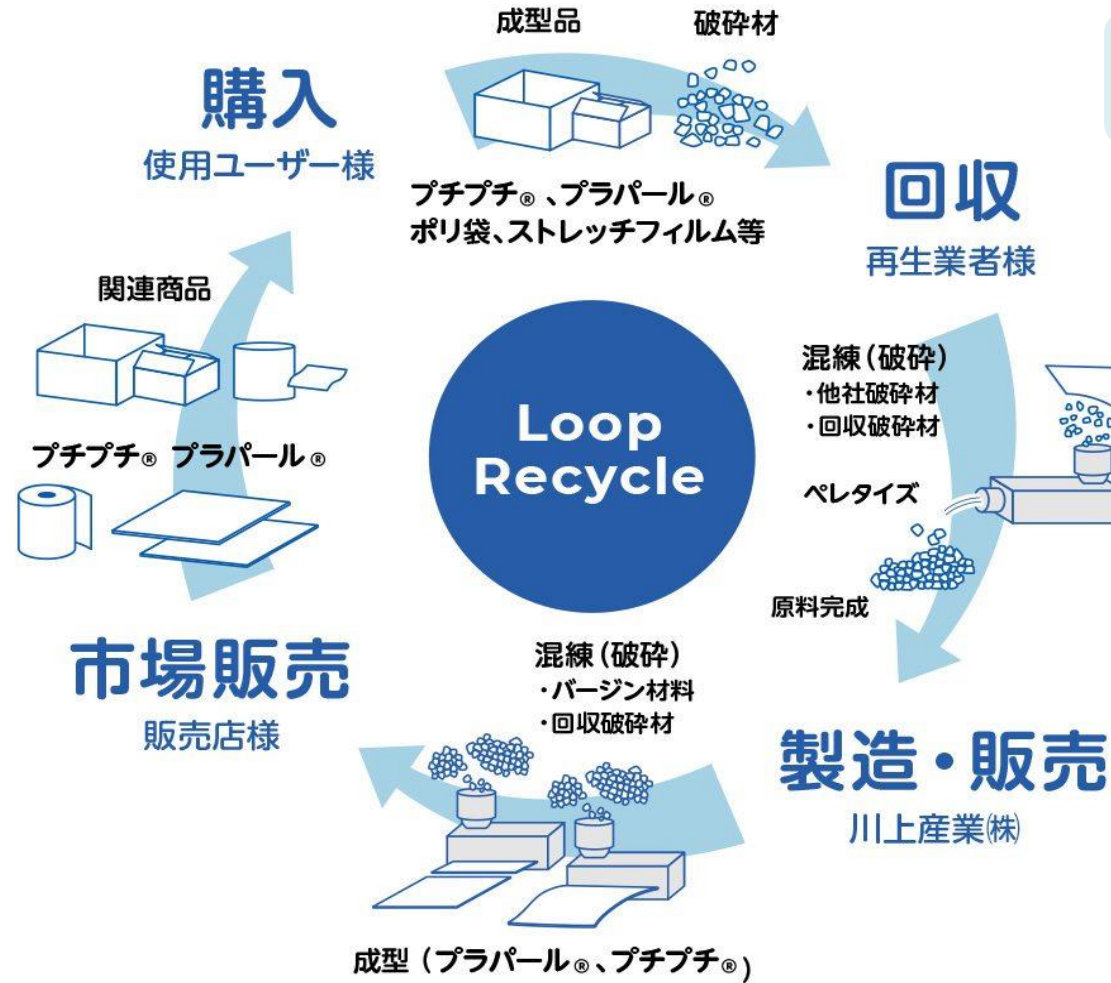 成型品
破砕材
購入
使用ユーザー様
プチプチ®、プラパール®
ポリ袋、ストレッチフィルム等
回収
再生業者様
関連商品
プチプチ® プラパール®
Loop
Recycle
混練(破砕)
・他社破砕材
・回収破砕材
ペレタイズ
原料完成
市場販売
販売店様
混練(破砕)
・バージン材料
・回収破砕材
製造・販売
川上産業㈱
成型(プラパール®、プチプチ®)